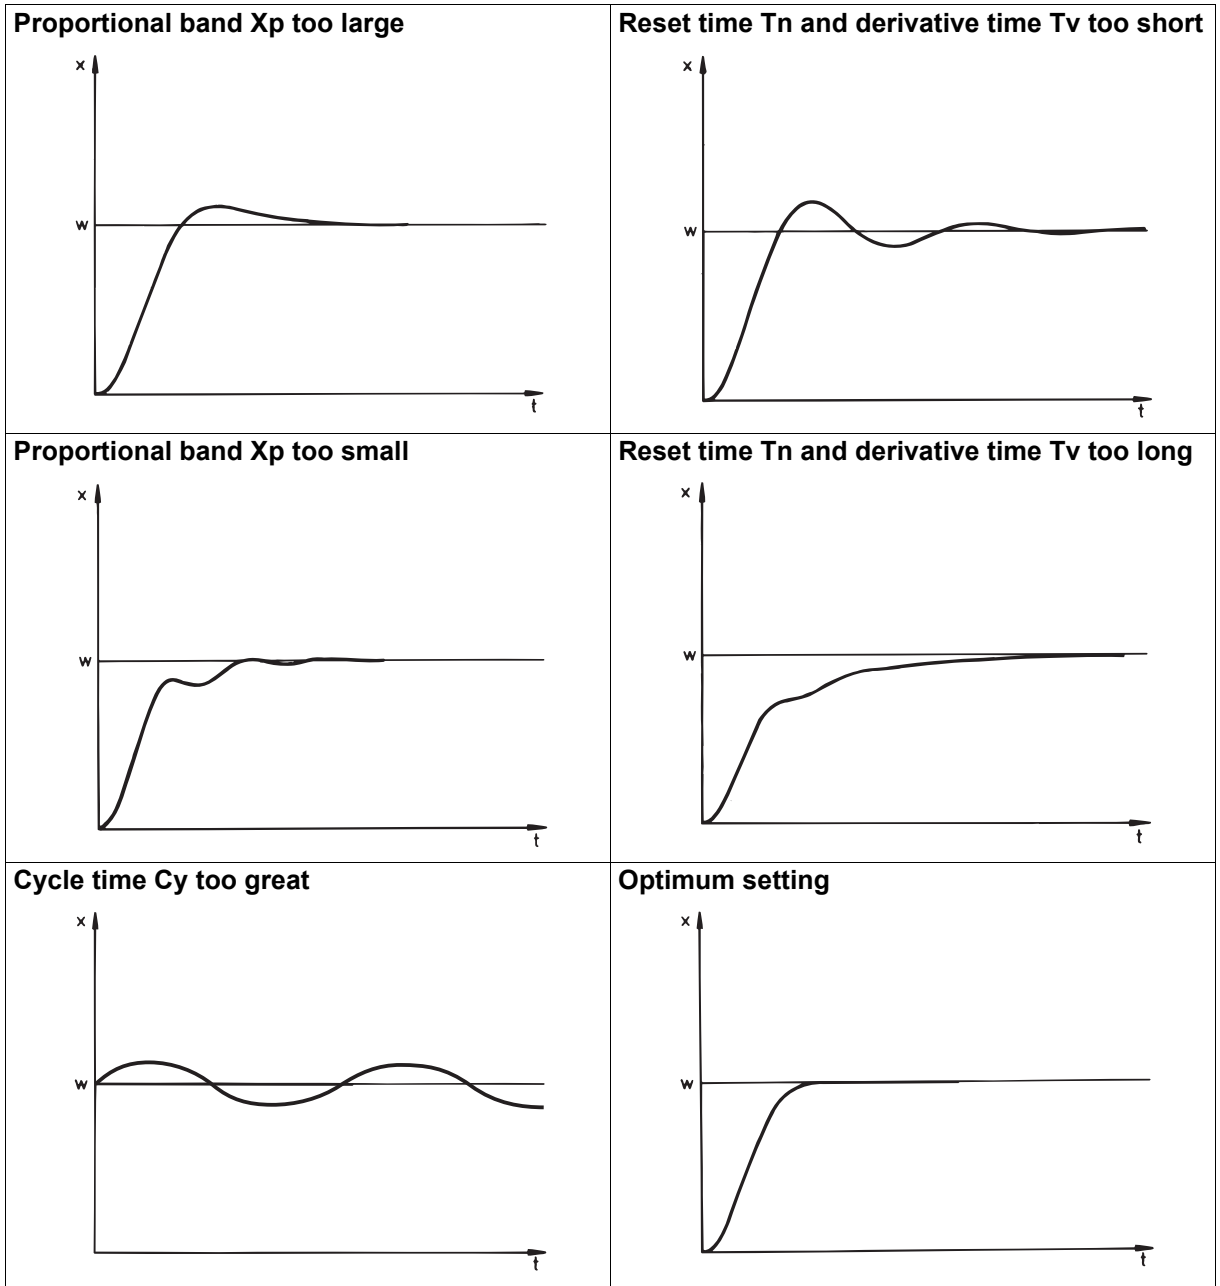 Proportional band Xp too large
x
w
t
Reset time Tn and derivative time Tv too short
x
w
t
Proportional band Xp too small
x
w
t
Reset time Tn and derivative time Tv too long
x
w
t
Cycle time Cy too great
x
w
t
Optimum setting
x
w
t